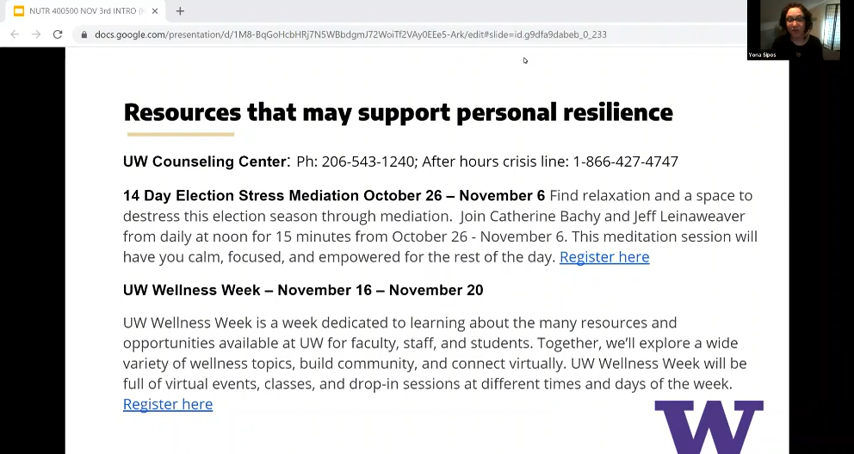 NUTR 400500 NOV 3rd INTRO (H
docs.google.com/presentation/d/1M8-BqGoHcbHRj7N5WBbdgmJ72WoiTf2VAy0EEe5-Ark/edit#slide=id.g9dfa9dabeb_0_233
Yona Sipos
Resources that may support personal resilience
UW Counseling Center: Ph: 206-543-1240; After hours crisis line: 1-866-427-4747
14 Day Election Stress Mediation October 26 – November 6 Find relaxation and a space to
destress this election season through mediation. Join Catherine Bachy and Jeff Leinaweaver
from daily at noon for 15 minutes from October 26 - November 6. This meditation session will
have you calm, focused, and empowered for the rest of the day. Register here
UW Wellness Week – November 16 – November 20
UW Wellness Week is a week dedicated to learning about the many resources and
opportunities available at UW for faculty, staff, and students. Together, we'll explore a wide
variety of wellness topics, build community, and connect virtually. UW Wellness Week will be
full of virtual events, classes, and drop-in sessions at different times and days of the week.
Register here
W